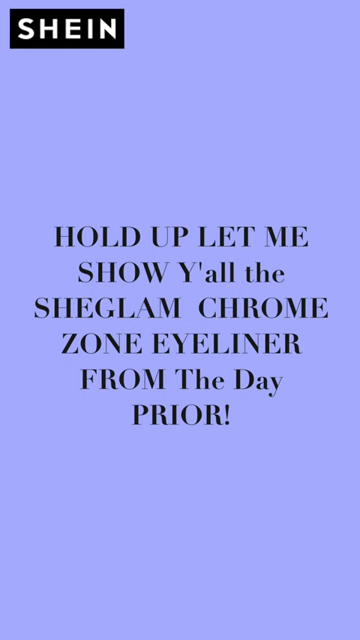 SHEIN
HOLD UP LET ME
SHOW Y'all the
SHEGLAM CHROME
ZONE EYELINER
FROM The Day
PRIOR!